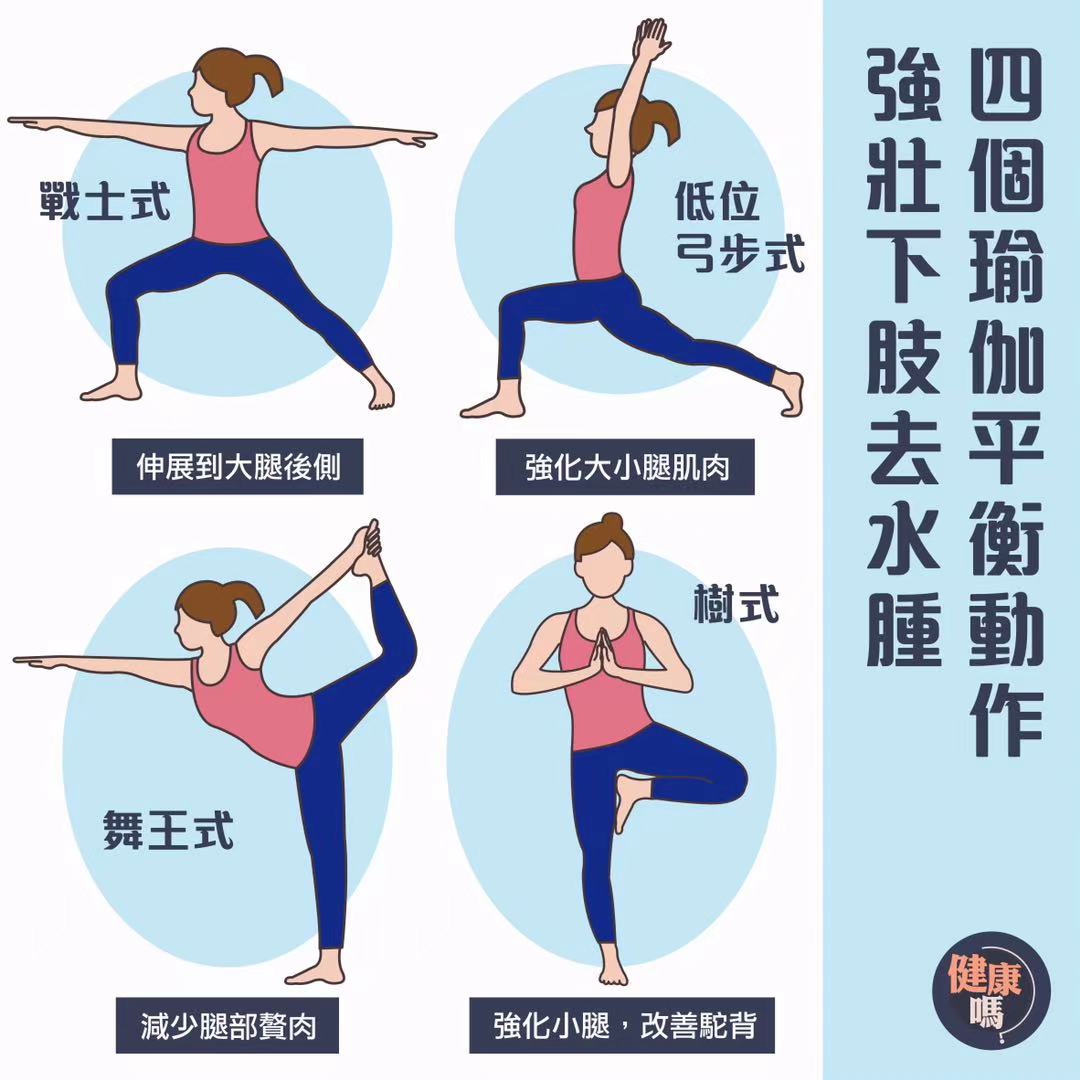 四個瑜伽平衡動作
強壯下肢去水腫
戰士式
伸展到大腿後側
低位
弓步式
強化大小腿肌肉
舞王式
減少腿部贅肉
樹式
強化小腿，改善駝背
健康
嗎?